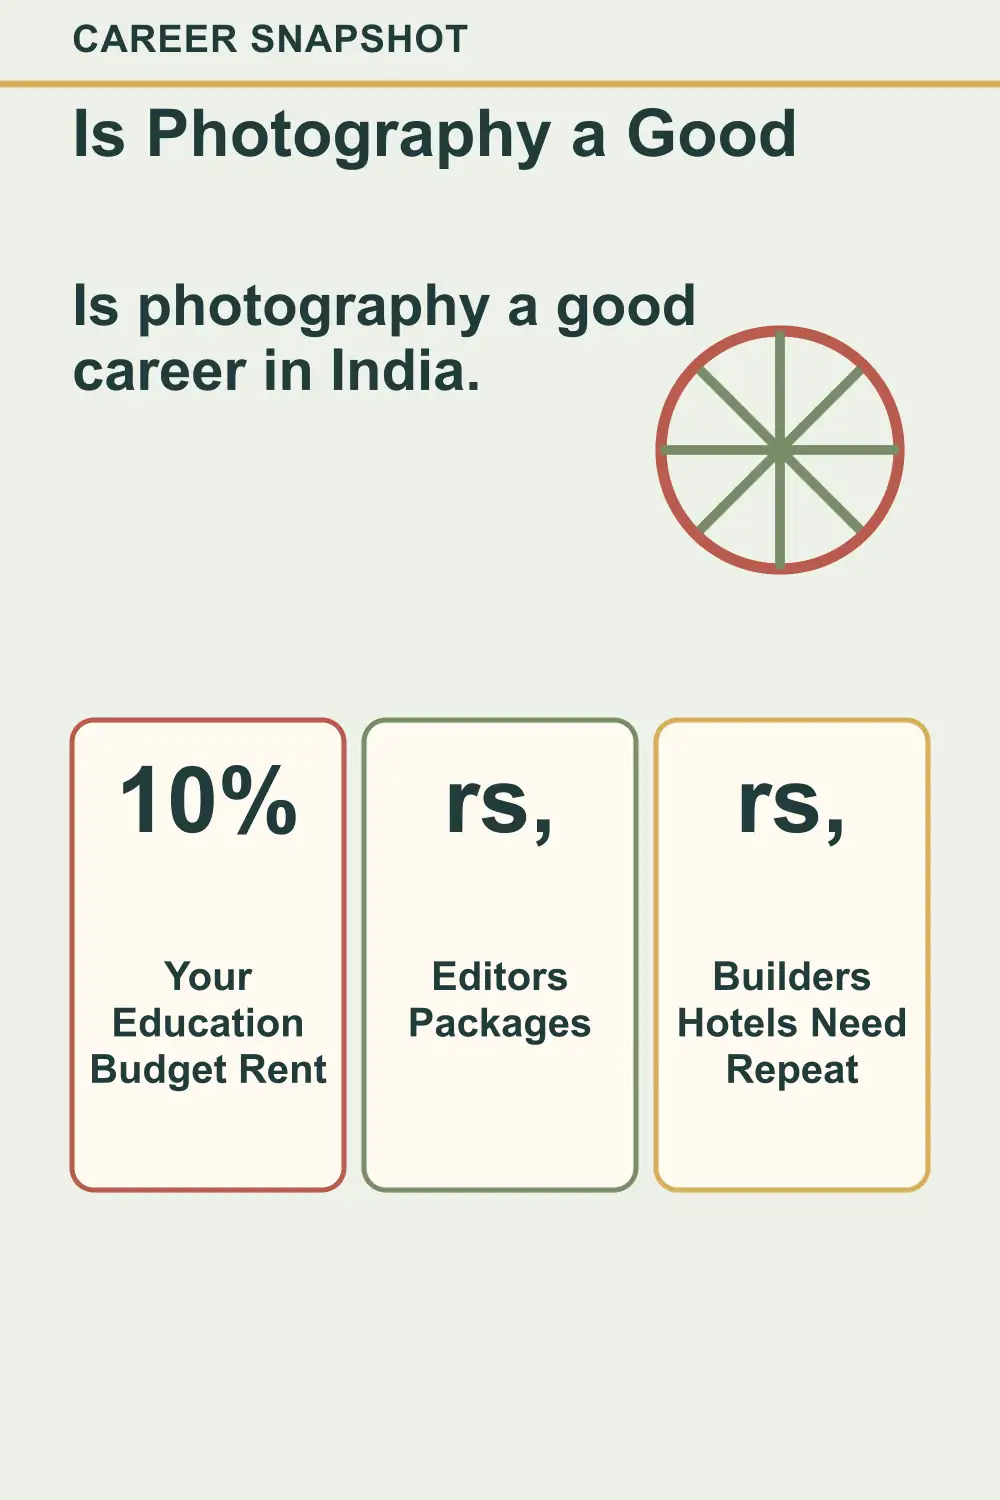 CAREER SNAPSHOT
Is Photography a Good
Is photography a good
career in India.
10%
Your
Education
Budget Rent
rs,
Editors
Packages
rs,
Builders
Hotels Need
Repeat